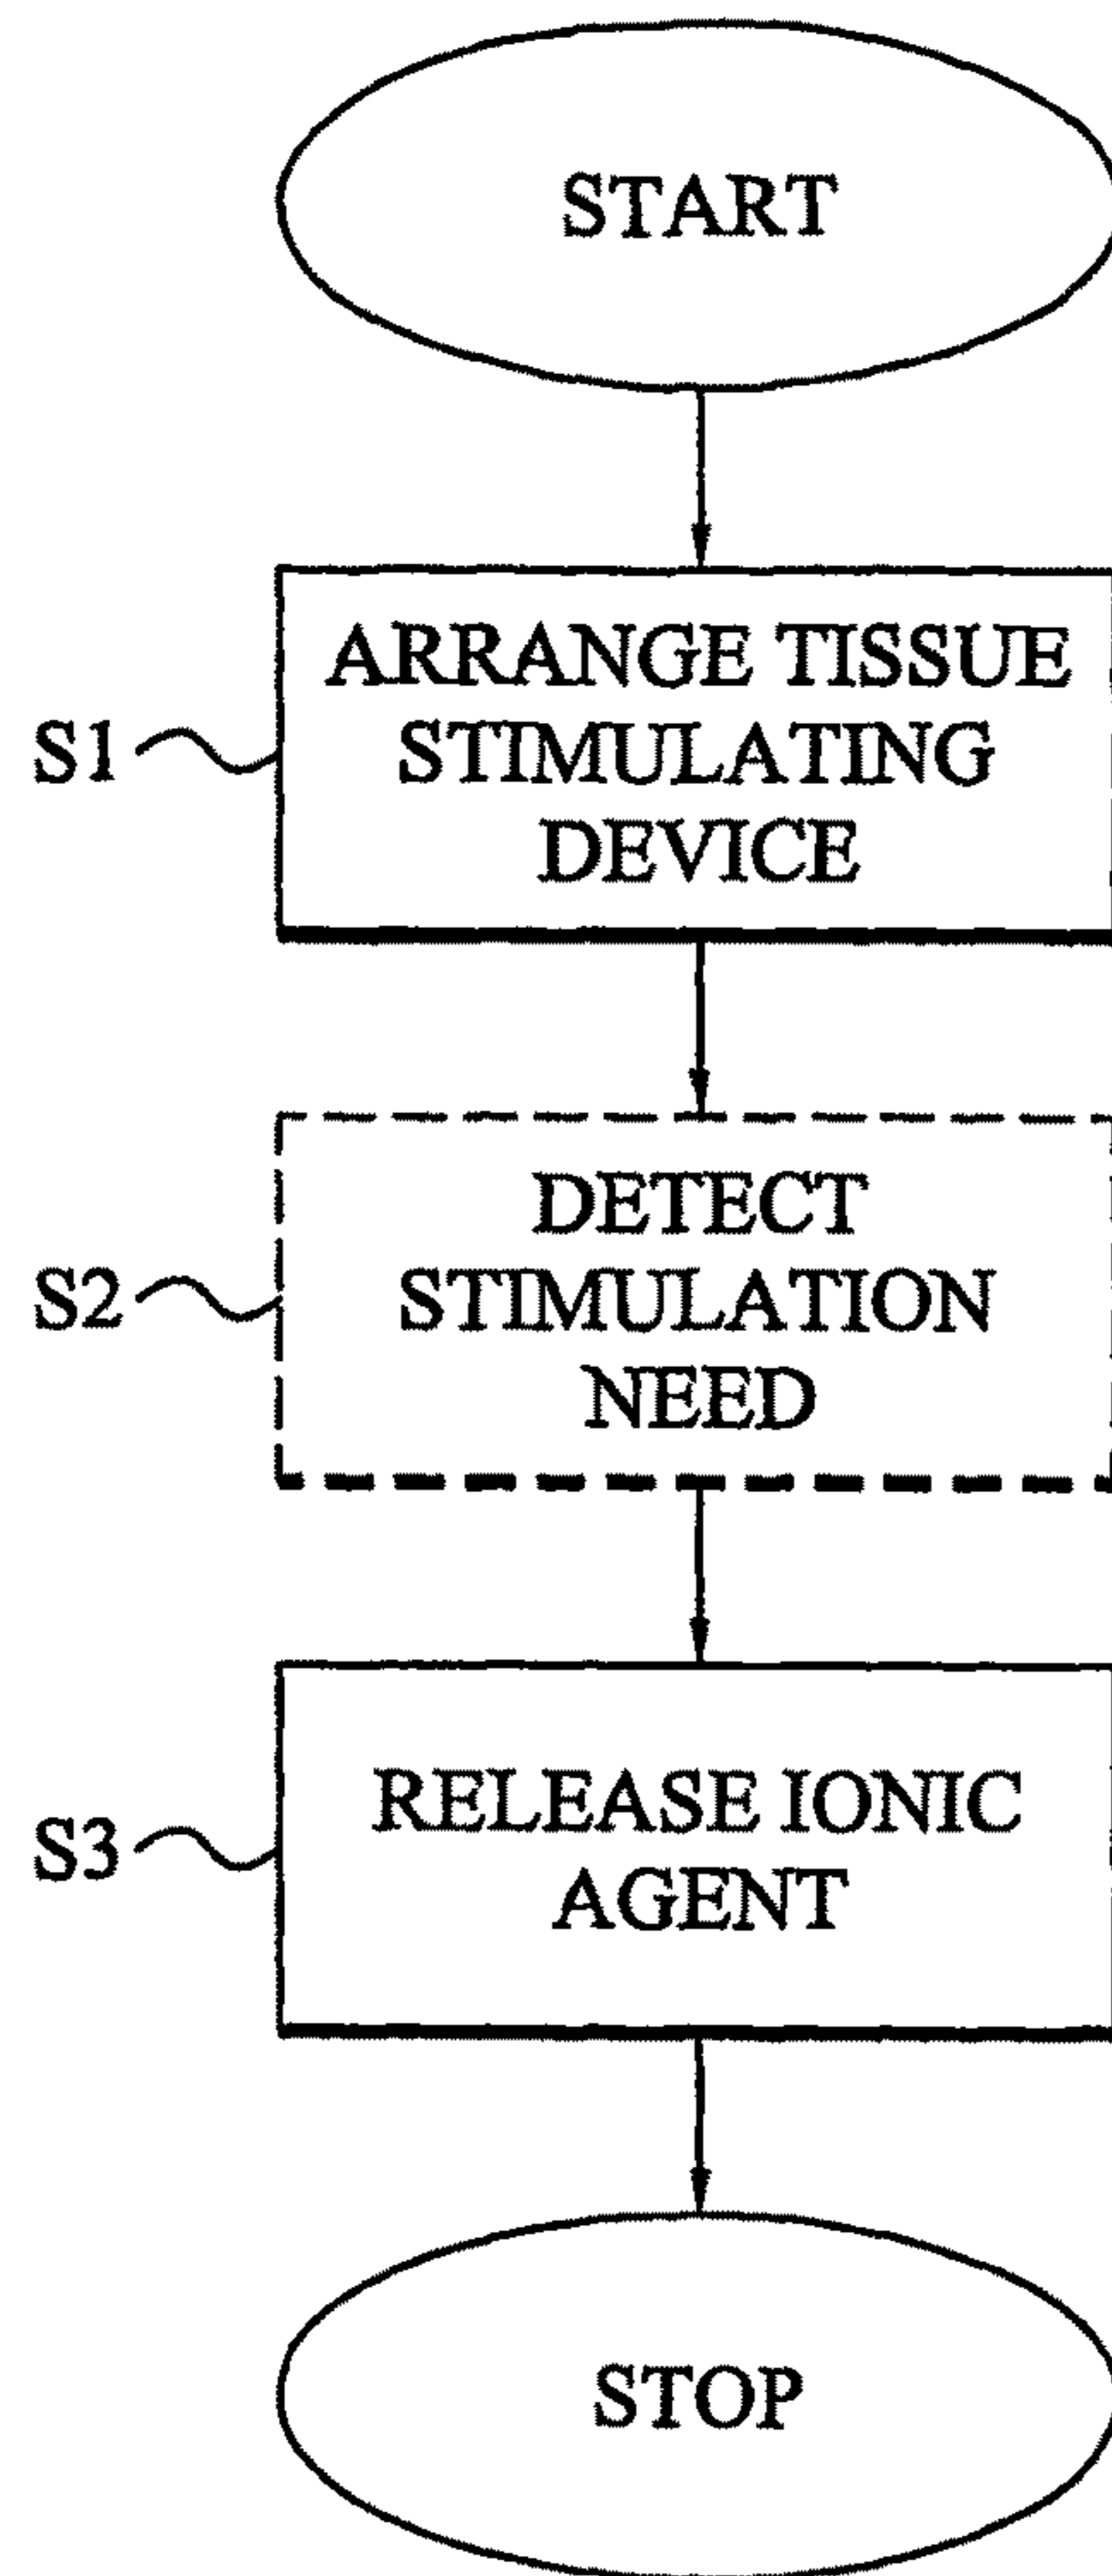 START
ARRANGE TISSUE
S1 STIMULATING
DEVICE
DETECT
S2 STIMULATION
NEED
RELEASE IONIC
S3
AGENT
STOP